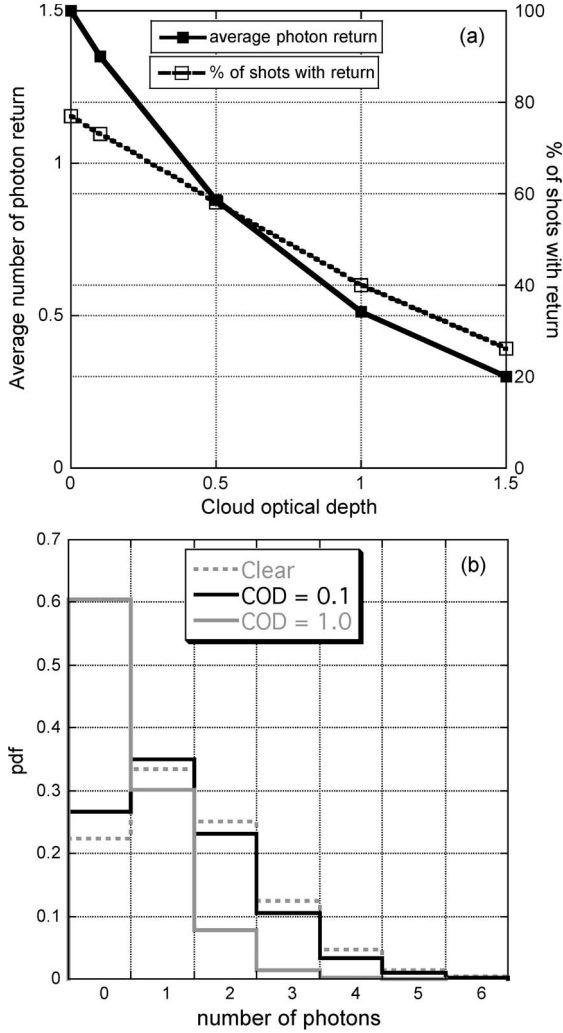 (a)
average photon return
% of shots with return
Average number of photon return
1.5
1
0.5
0
100
80
60
40
20
0
% of shots with return
0
0.5
1
1.5
Cloud optical depth
(b)
Clear
COD = 0.1
COD = 1.0
pdf
0.7
0.6
0.5
0.4
0.3
0.2
0.1
0
0
1
2
3
4
5
6
number of photons